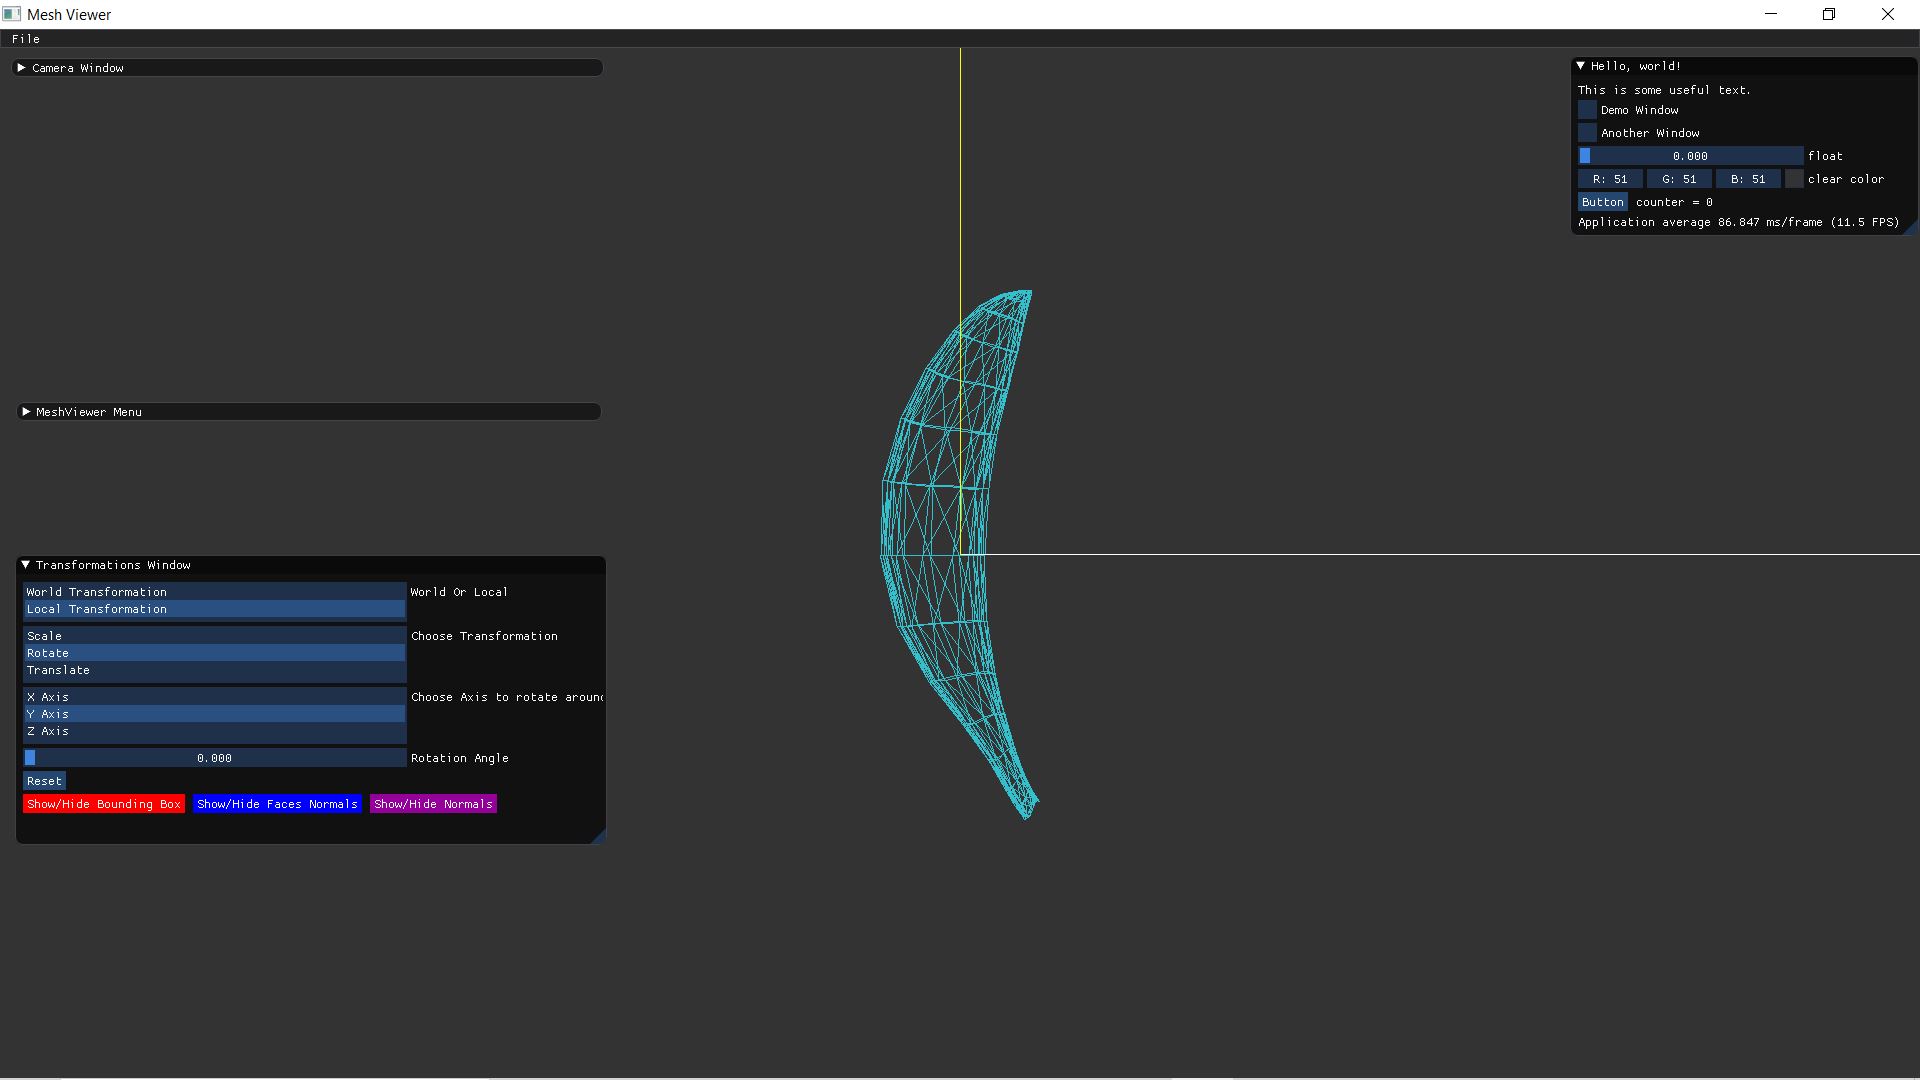 Mesh Viewer
File
Camera Window
MeshViewer Menu
Transformations Window
World Transformation
World Or Local
Local Transformation
Scale
Choose Transformation
Rotate
Translate
X Axis
Choose Axis to rotate aroun
Y Axis
Z Axis
0.000
Rotation Angle
Reset
Show/Hide Bounding Box
Show/Hide Faces Normals
Show/Hide Normals
Hello, world!
This is some useful text.
Demo Window
Another Window
0.000
float
R: 51
G: 51
B: 51
clear color
Button
counter = 0
Application average 86.847 ms/frame (11.5 FPS)